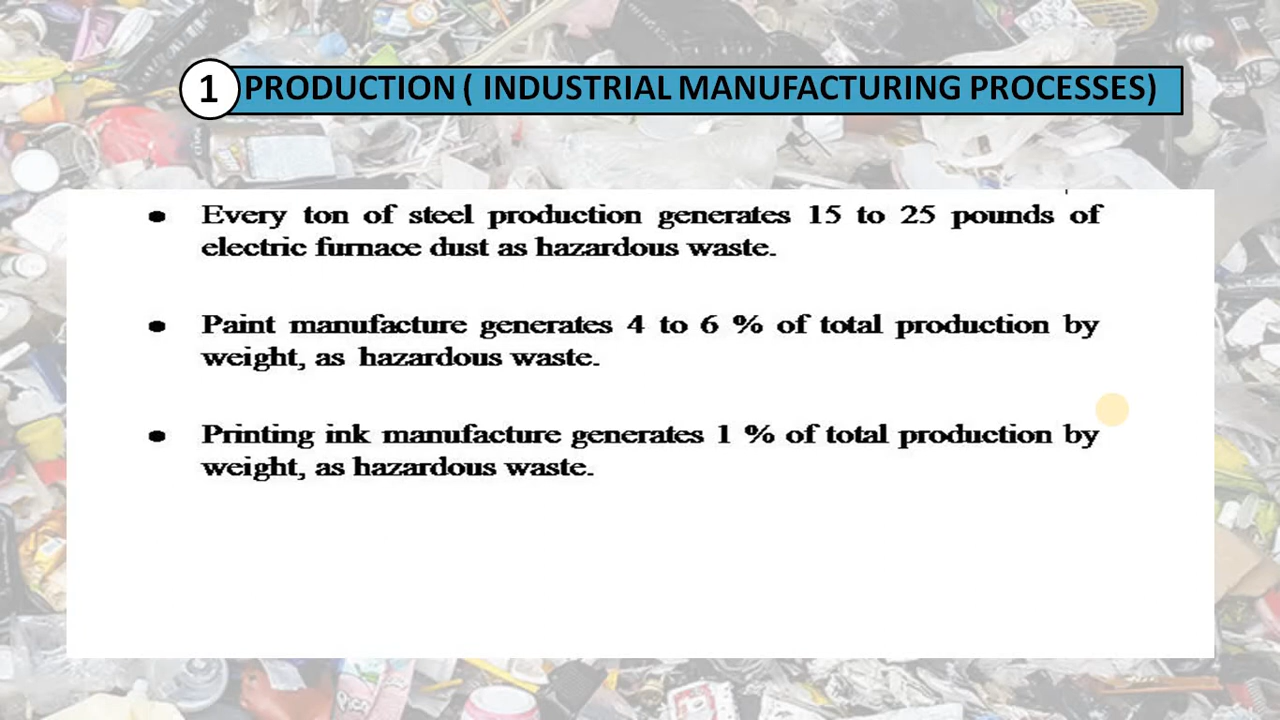 1 PRODUCTION ( INDUSTRIAL MANUFACTURING PROCESSES)
• Every ton of steel production generates 15 to 25 pounds of
electric furnace dust as hazardous waste.
• Paint manufacture generates 4 to 6 % of total production by
weight, as hazardous waste.
• Printing ink manufacture generates 1 % of total production by
weight, as hazardous waste.